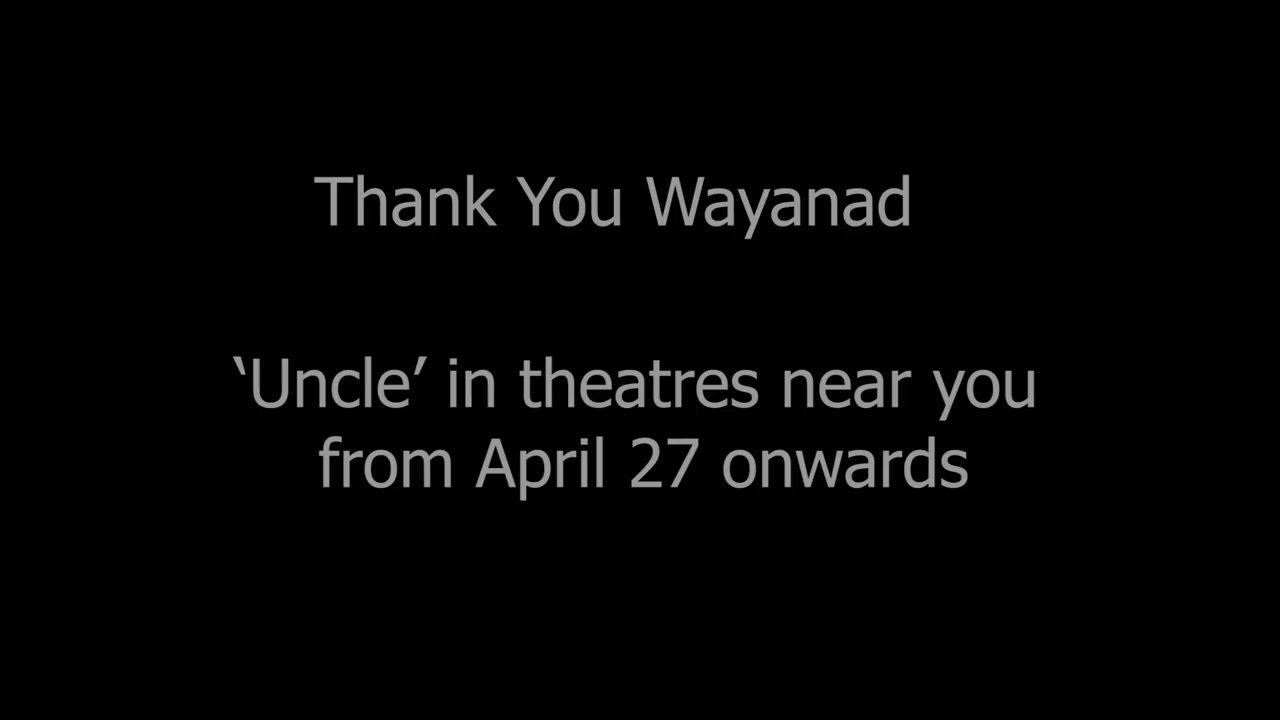 Thank You Wayanad
‘Uncle’ in theatres near you
from April 27 onwards